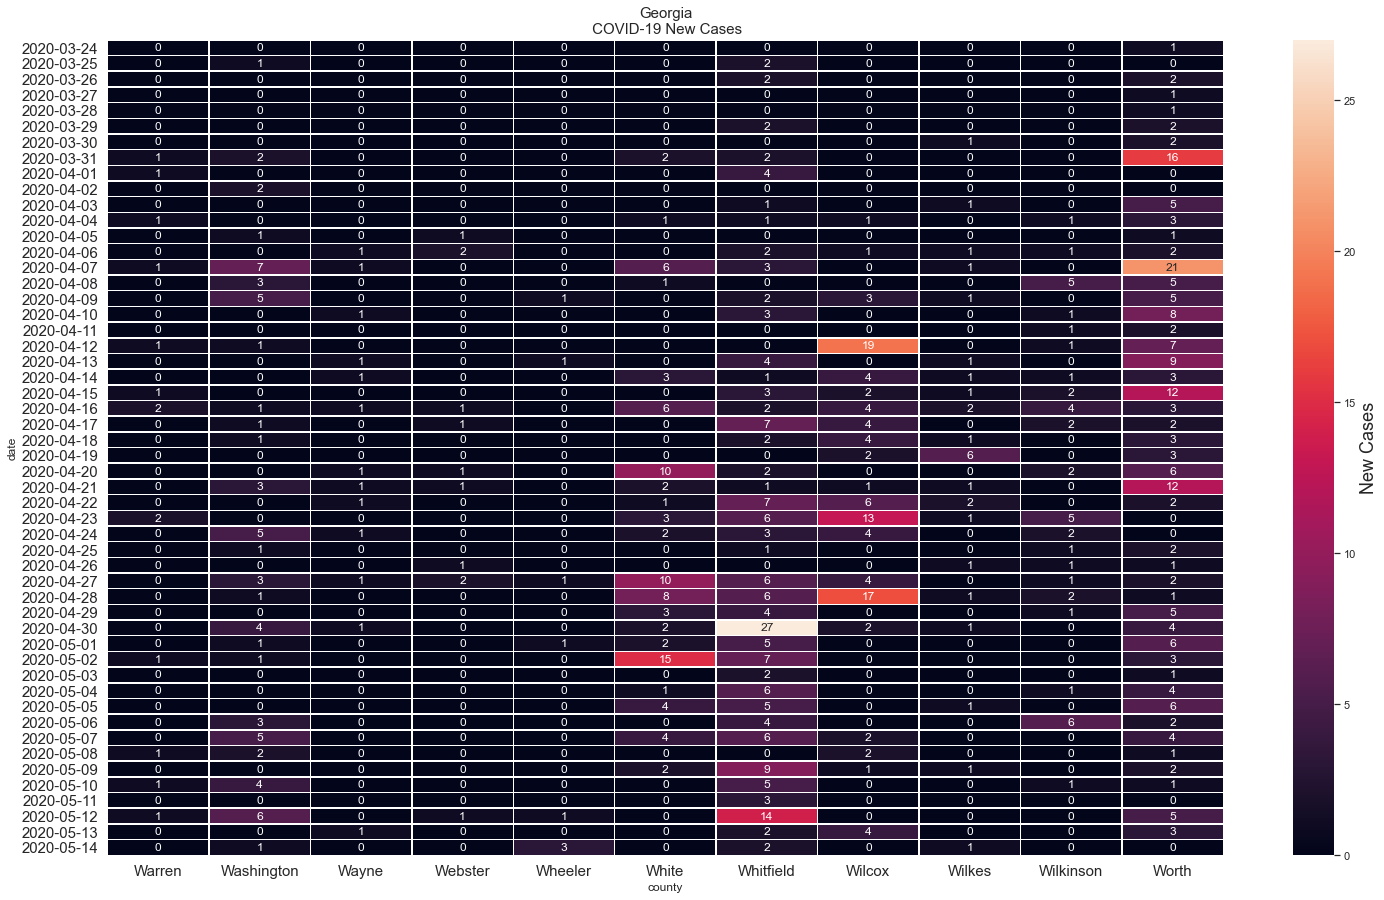 Georgia
COVID-19 New Cases
2020-03-24 0 0 0 0 0 0 0 0 0 0 1
2020-03-25 0 1 0 0 0 0 2 0 0 0 0
2020-03-26 0 0 0 0 0 0 2 0 0 0 2
2020-03-27 0 0 0 0 0 0 0 0 0 0 1
2020-03-28 0 0 0 0 0 0 0 0 0 0 1
2020-03-29 0 0 0 0 0 0 2 0 0 0 2
2020-03-30 0 0 0 0 0 0 0 0 1 0 2
2020-03-31 1 2 0 0 0 2 2 0 0 0 16
2020-04-01 1 0 0 0 0 0 4 0 0 0 0
2020-04-02 0 2 0 0 0 0 0 0 0 0 0
2020-04-03 0 0 0 0 0 0 1 0 1 0 5
2020-04-04 1 0 0 0 0 1 1 1 0 1 3
2020-04-05 0 1 0 1 0 0 0 0 0 0 1
2020-04-06 0 0 1 2 0 0 2 1 1 1 2
2020-04-07 1 7 1 0 0 6 3 0 1 0 21
2020-04-08 0 3 0 0 0 1 0 0 0 5 5
2020-04-09 0 5 0 0 1 0 2 3 1 0 5
2020-04-10 0 0 1 0 0 0 3 0 0 1 8
2020-04-11 0 0 0 0 0 0 0 0 0 1 2
2020-04-12 1 1 0 0 0 0 0 19 0 1 7
2020-04-13 0 0 1 0 1 0 4 0 1 0 9
2020-04-14 0 0 1 0 0 3 1 4 1 1 3
2020-04-15 1 0 0 0 0 0 3 2 1 2 12
2020-04-16 2 1 1 1 0 6 2 4 2 4 3
2020-04-17 0 1 0 1 0 0 7 4 0 2 2
2020-04-18 0 1 0 0 0 0 2 4 1 0 3
2020-04-19 0 0 0 0 0 0 0 2 6 0 3
2020-04-20 0 0 1 1 0 10 2 0 0 2 6
2020-04-21 0 3 1 1 0 2 1 1 1 0 12
2020-04-22 0 0 1 0 0 1 7 6 2 0 2
2020-04-23 2 0 0 0 0 3 6 13 1 5 0
2020-04-24 0 5 1 0 0 2 3 4 0 2 0
2020-04-25 0 1 0 0 0 0 1 0 0 1 2
2020-04-26 0 0 0 1 0 0 0 0 1 1 1
2020-04-27 0 3 1 2 1 10 6 4 0 1 2
2020-04-28 0 1 0 0 0 8 6 17 1 2 1
2020-04-29 0 0 0 0 0 3 4 0 0 1 5
2020-04-30 0 4 1 0 0 2 27 2 1 0 4
2020-05-01 0 1 0 0 1 2 5 0 0 0 6
2020-05-02 1 1 0 0 0 15 7 0 0 0 3
2020-05-03 0 0 0 0 0 0 2 0 0 0 1
2020-05-04 0 0 0 0 0 1 6 0 0 1 4
2020-05-05 0 0 0 0 0 4 5 0 1 0 6
2020-05-06 0 3 0 0 0 0 4 0 0 6 2
2020-05-07 0 5 0 0 0 4 6 2 0 0 4
2020-05-08 1 2 0 0 0 0 0 2 0 0 1
2020-05-09 0 0 0 0 0 2 9 1 1 0 2
2020-05-10 1 4 0 0 0 0 5 0 0 1 1
2020-05-11 0 0 0 0 0 0 3 0 0 0 0
2020-05-12 1 6 0 1 1 0 14 0 0 0 5
2020-05-13 0 0 1 0 0 0 2 4 0 0 3
2020-05-14 0 1 0 0 3 0 2 0 1 0 0
Warren Washington Wayne Webster Wheeler White Whitfield Wilcox Wilkes Wilkinson Worth
county
date
25
20
15
10
5
0
New Cases